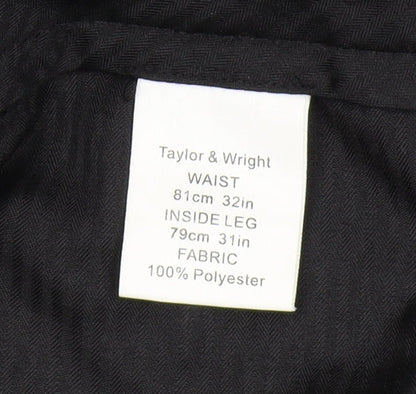 Taylor & Wright
WAIST
81cm 32in
INSIDE LEG
79cm 31in
FABRIC
100% Polyester